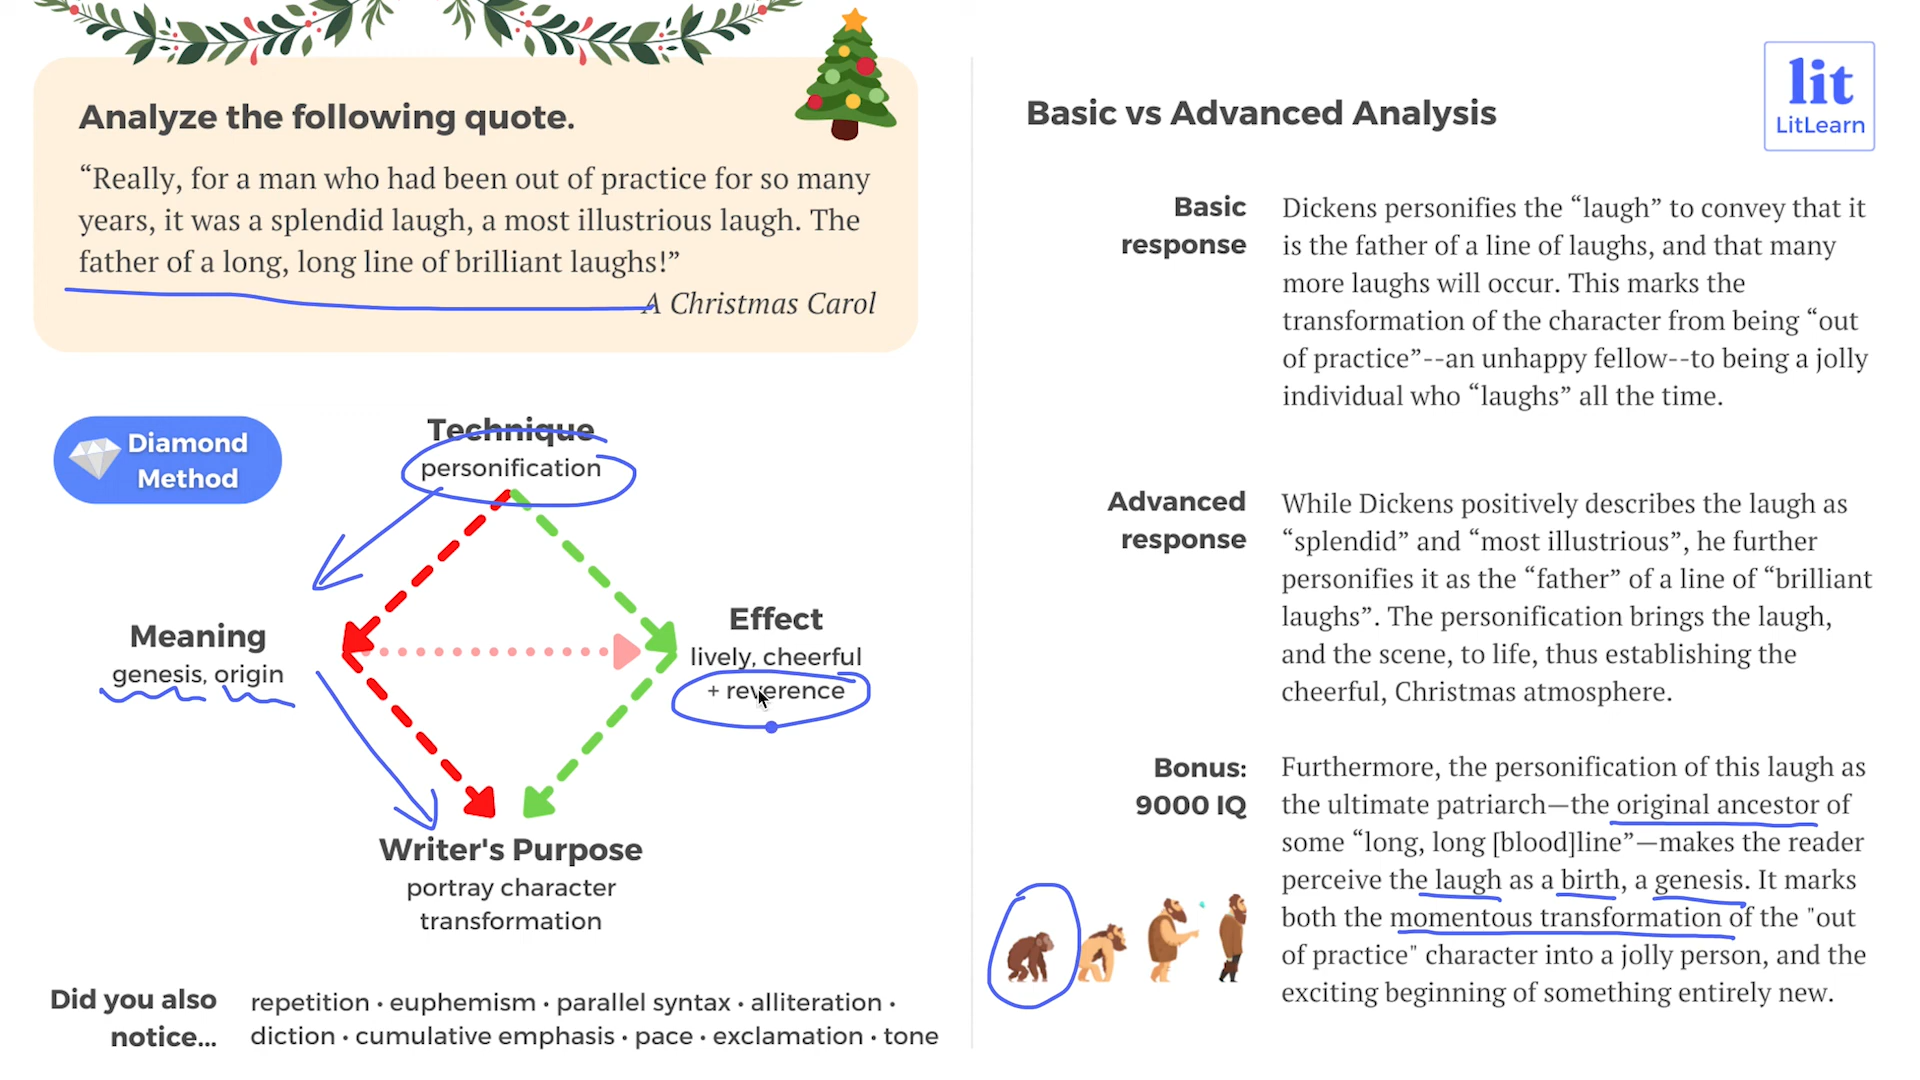 Analyze the following quote.
“Really, for a man who had been out of practice for so many
years, it was a splendid laugh, a most illustrious laugh. The
father of a long, long line of brilliant laughs!”
A Christmas Carol
Diamond
Method
Technique
personification
Meaning
genesis, origin
Effect
lively, cheerful
+ reverence
Writer's Purpose
portray character
transformation
Did you also
notice...
repetition • euphemism • parallel syntax • alliteration •
diction • cumulative emphasis • pace • exclamation • tone
Basic vs Advanced Analysis
lit
LitLearn
Basic
response
Dickens personifies the “laugh” to convey that it
is the father of a line of laughs, and that many
more laughs will occur. This marks the
transformation of the character from being “out
of practice”--an unhappy fellow--to being a jolly
individual who “laughs” all the time.
Advanced
response
While Dickens positively describes the laugh as
“splendid” and “most illustrious”, he further
personifies it as the “father” of a line of “brilliant
laughs”. The personification brings the laugh,
and the scene, to life, thus establishing the
cheerful, Christmas atmosphere.
Bonus:
9000 IQ
Furthermore, the personification of this laugh as
the ultimate patriarch—the original ancestor of
some “long, long [blood]line”—makes the reader
perceive the laugh as a birth, a genesis. It marks
both the momentous transformation of the "out
of practice" character into a jolly person, and the
exciting beginning of something entirely new.